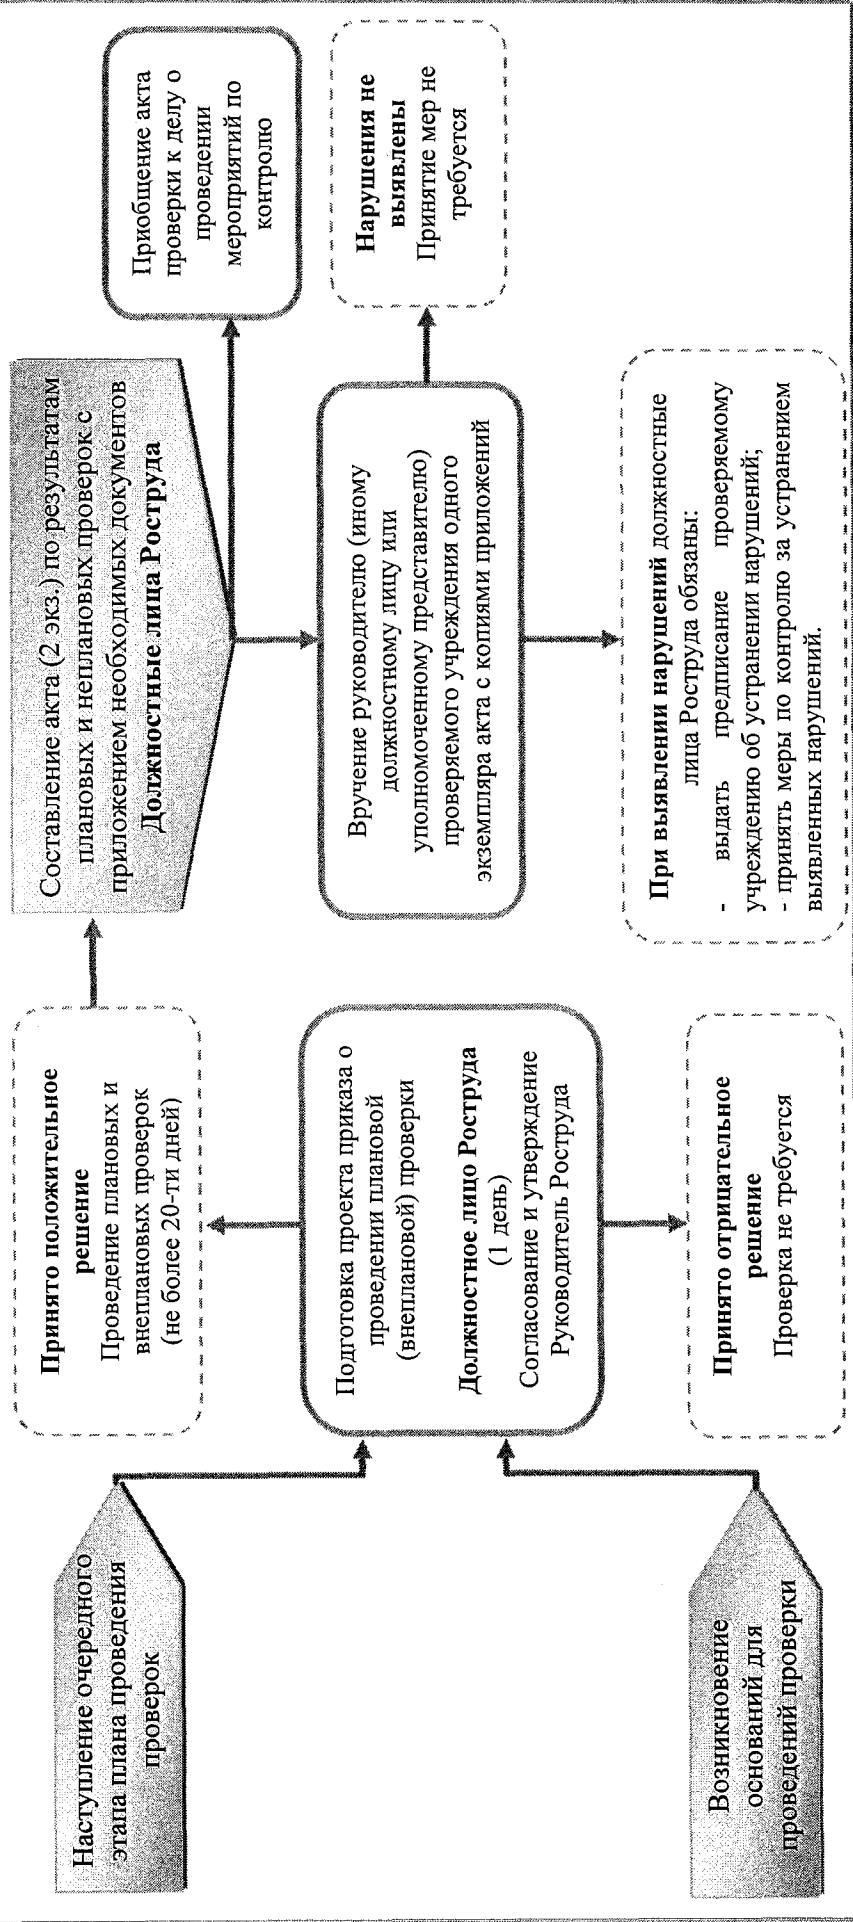 Наступление очередного
этапа плана проведения
проверок
Возникновение
оснований для
проведений проверки
Принято положительное
решение
Проведение плановых и
внеплановых проверок
(не более 20-ти дней)
Подготовка проекта приказа о
проведении плановой
(внеплановой) проверки
Должностное лицо Роструда
(1 день)
Согласование и утверждение
Руководитель Роструда
Принято отрицательное
решение
Проверка не требуется
Составление акта (2 экз.) по результатам
плановых и неплановых проверок с
приложением необходимых документов
Должностные лица Роструда
Приобщение акта
проверки к делу о
проведении
мероприятий по
контролю
Вручение руководителю (иному
должностному лицу или
уполномоченному представителю)
проверяемого учреждения одного
экземпляра акта с копиями приложений
Нарушения не
выявлены
Принятие мер не
требуется
При выявлении нарушений должностные
лица Роструда обязаны:
- выдать предписание проверяемому
учреждению об устранении нарушений;
- принять меры по контролю за устранением
выявленных нарушений.